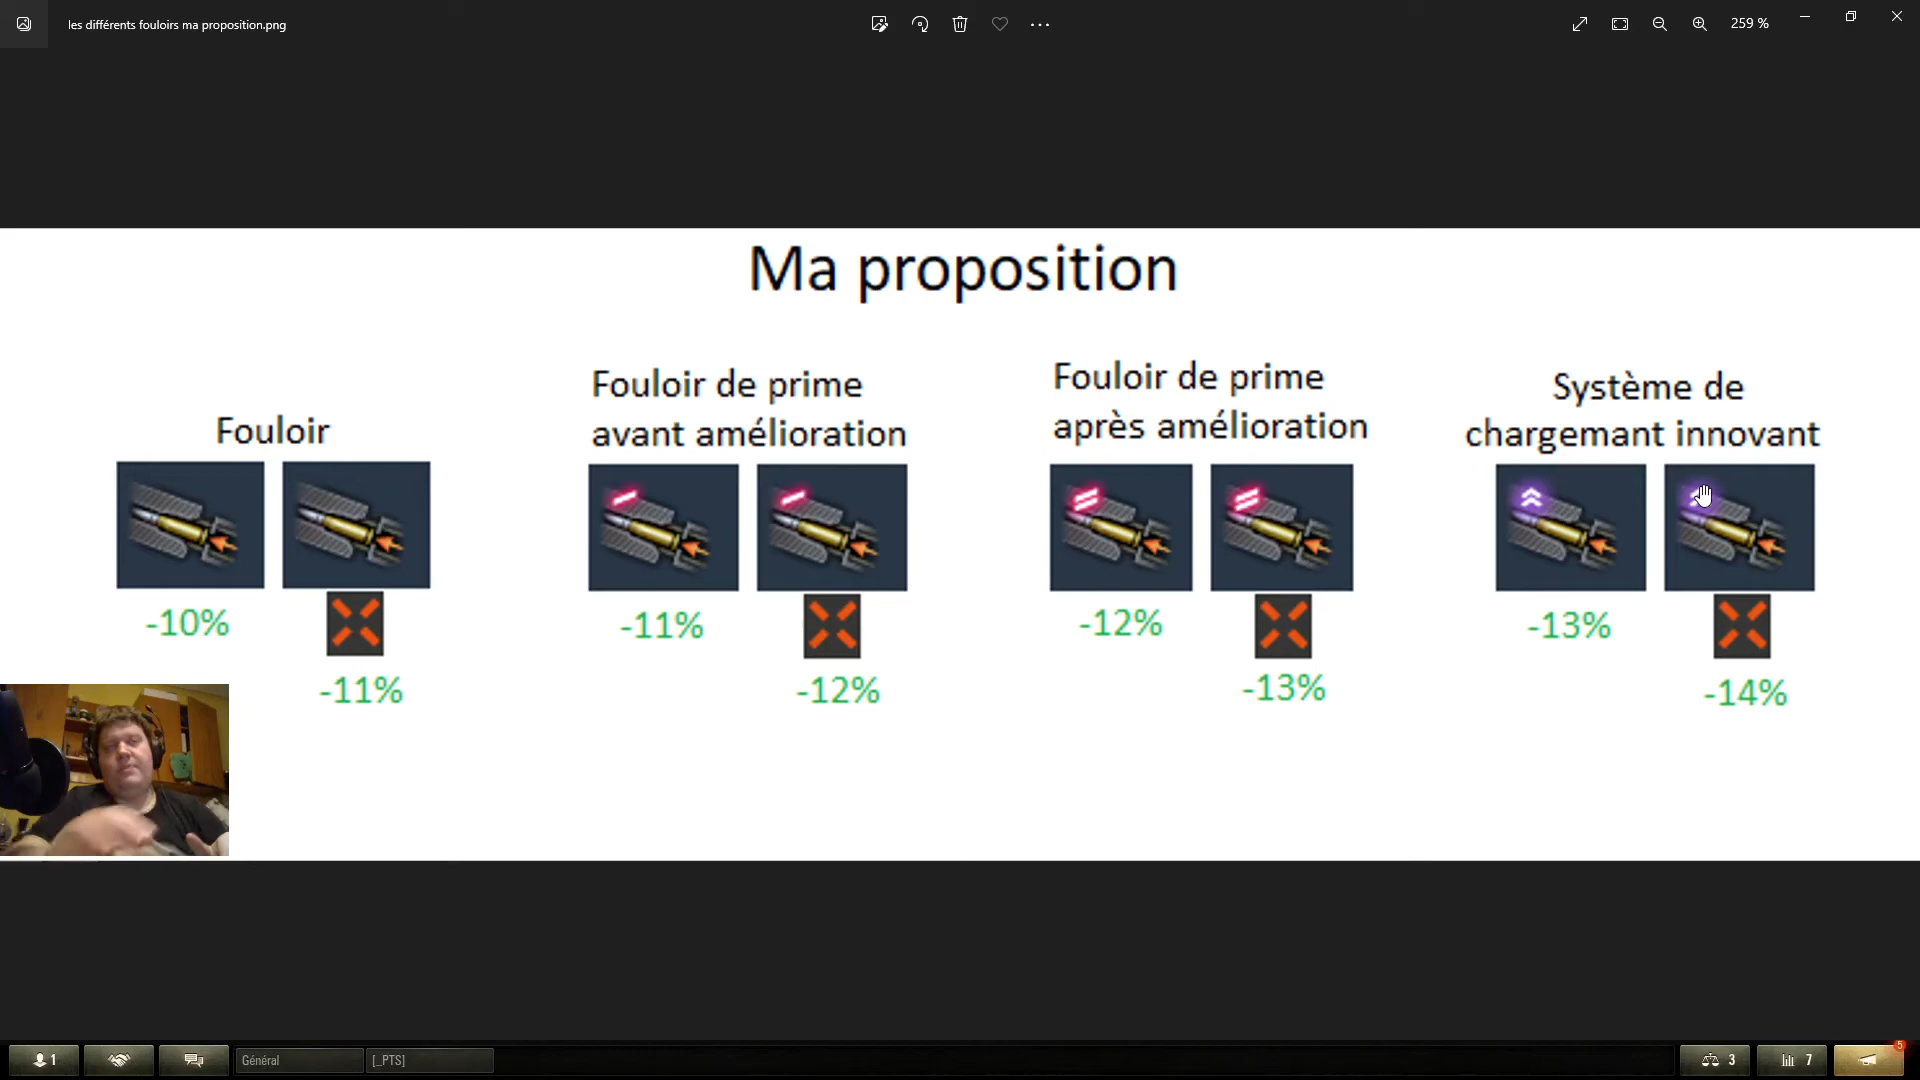 les différents fouloirs ma proposition.png
259 %
Ma proposition
Fouloir
-10%
-11%
Fouloir de prime
avant amélioration
-11%
-12%
Fouloir de prime
après amélioration
-12%
-13%
Système de
chargemant innovant
-13%
-14%
1
Général
[_PTS]
3
7
5